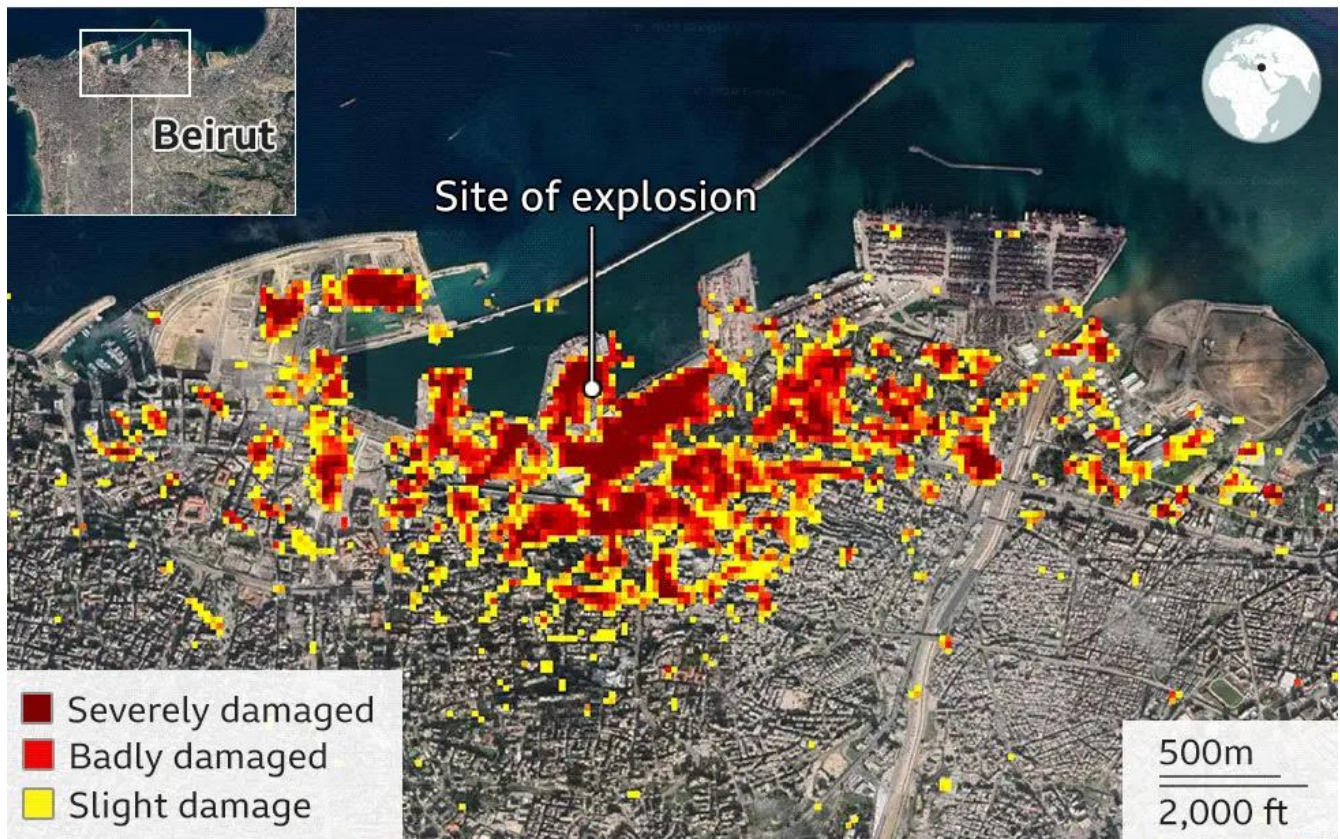 Beirut
Site of explosion
Severely damaged
Badly damaged
Slight damage
500m
2,000 ft